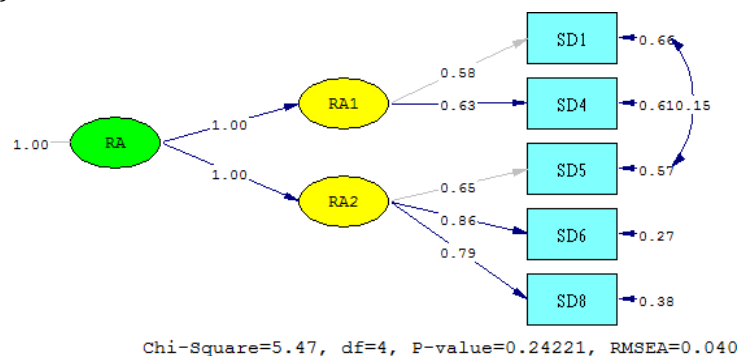 SD1
0.66
0.58
RA1
SD4
0.63
0.610.15
1.00
1.00
RA
1.00
SD5
0.57
0.65
RA2
0.86
SD6
0.27
0.79
SD8
0.38
Chi-Square=5.47, df=4, P-value=0.24221, RMSEA=0.040